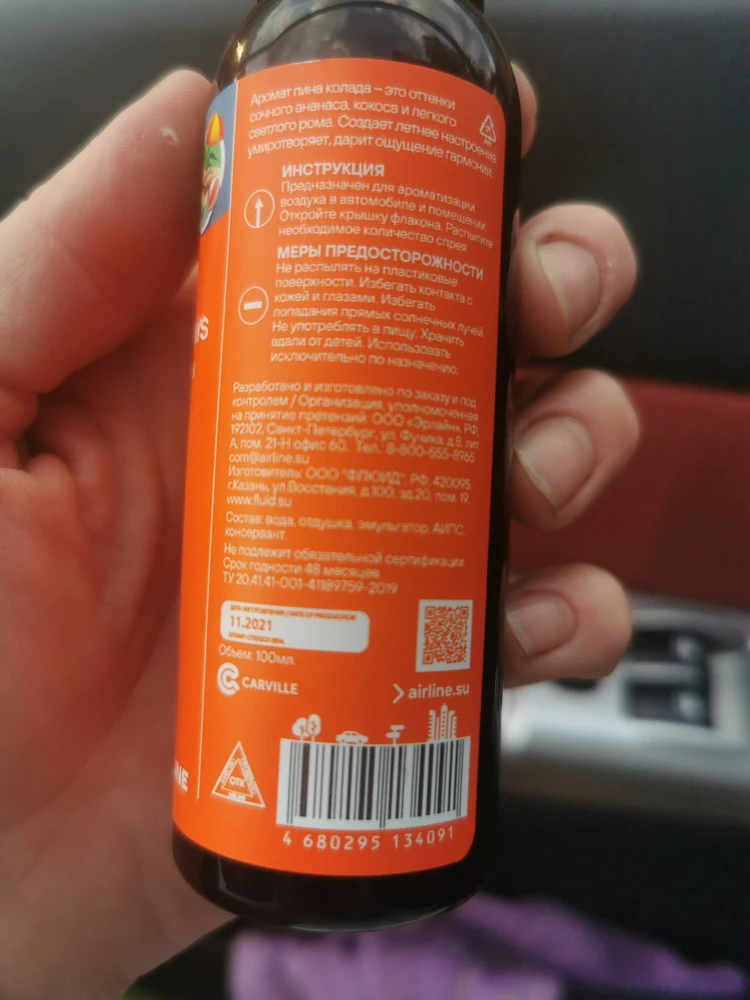 Аромат пина колада – это оттенки
сочного ананаса, кокоса и легкого
светлого рома. Создает летнее настроение,
умиротворяет, дарит ощущение гармонии.
ИНСТРУКЦИЯ
Предназначен для ароматизации
воздуха в автомобиле и помещении.
Откройте крышку флакона. Распылите
необходимое количество спрея
МЕРЫ ПРЕДОСТОРОЖНОСТИ
Не распылять на пластиковые
поверхности. Избегать контакта с
кожей и глазами. Избегать
попадания прямых солнечных лучей.
Не употреблять в пищу. Хранить
вдали от детей. Использовать
исключительно по назначению.
Разработано и изготовлено по заказу и под
контролем / Организация, уполномоченная
на принятие претензий: ООО «Эрлайн», РФ,
192102, Санкт-Петербург, ул. Фучика, д.8, лит.
А, пом. 21-Н офис 60. Тел. 8-800-555-8965
com@airline.su
Изготовитель: ООО "ФЛЮИД" РФ, 420095,
г.Казань, ул.Восстания, д.100, зд.20, пом. 19,
www.fluid.su
Состав: вода, отдушка, эмульгатор, АИПС,
консервант.
Не подлежит обязательной сертификации
Срок годности 48 месяцев
ТУ 20.41.41-001-41189759-2019
ДАТА ИЗГОТОВЛЕНИЯ / DATE OF PRODUCTION
11.2021
Объем: 100мл.
CARVILLE
airline.su
ОТК
4 680295 134091